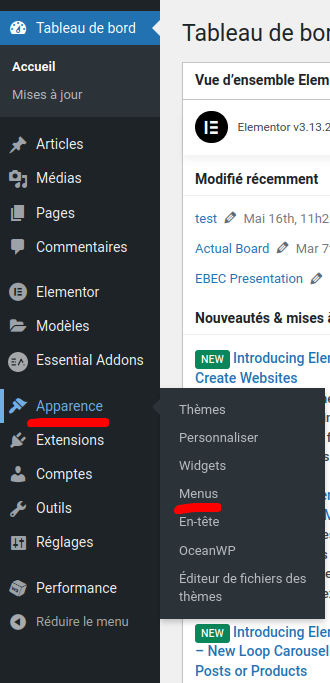 Tableau de bord
Accueil
Mises à jour
Articles
Médias
Pages
Commentaires
Elementor
Modèles
Essential Addons
Apparence
Extensions
Comptes
Outils
Réglages
Performance
Réduire le menu
Thèmes
Personnaliser
Widgets
Menus
En-tête
OceanWP
Éditeur de fichiers des
thèmes
Tableau de bor
Vue d'ensemble Elem
Elementor v3.13.2
Modifié récemment
test Mai 16th, 11h2
Actual Board Mar 7
EBEC Presentation
Nouveautés & mises à
NEW Introducing Eler
Create Websites
NEW Introducing Eler
– New Loop Carousel
Posts or Products